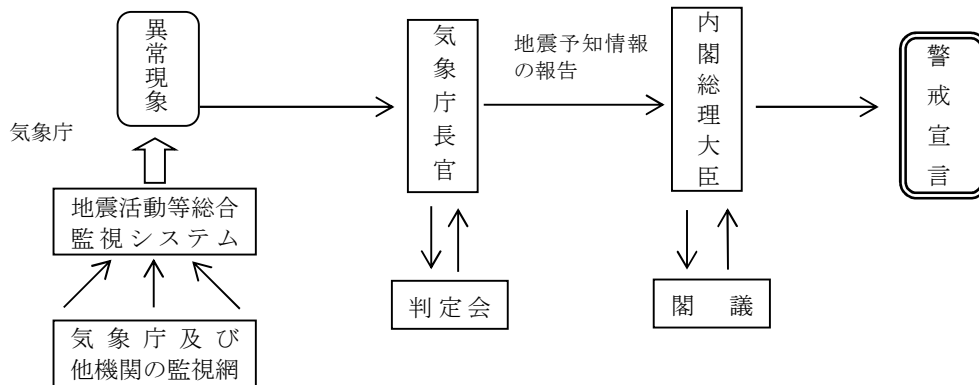 異常現象
気象庁
地震活動等総合
監視システム
気象庁及び
他機関の監視網
気象庁長官
判定会
地震予知情報
の報告
内閣総理大臣
閣議
警戒宣言